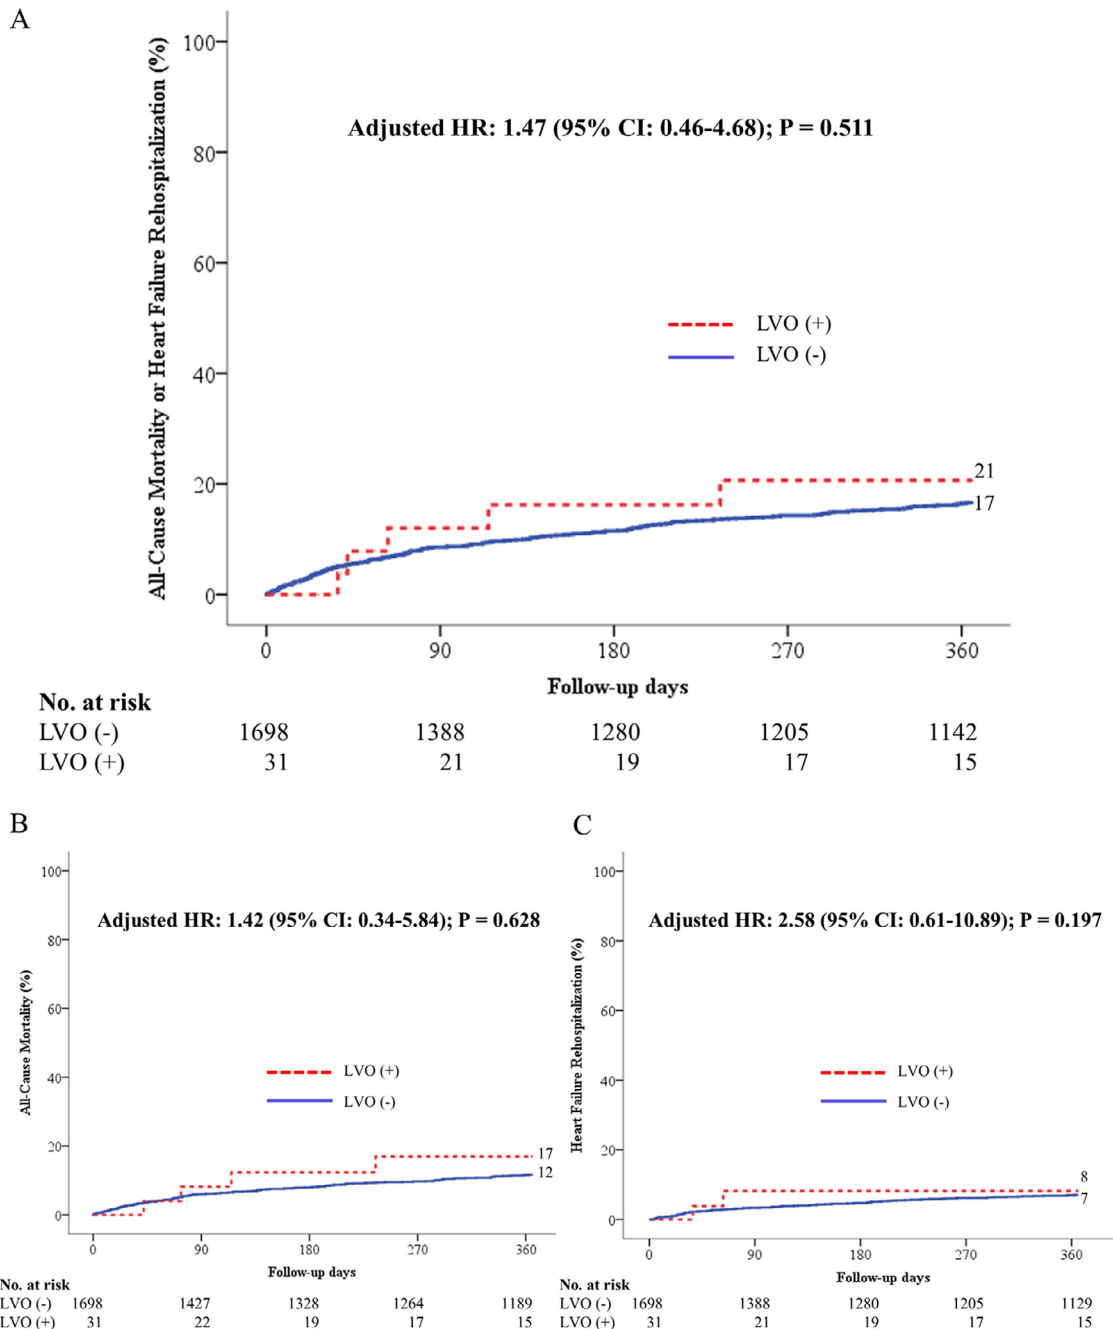 A
All-Cause Mortality or Heart Failure Rehospitalization (%)
100
80
60
40
20
0
Adjusted HR: 1.47 (95% CI: 0.46-4.68); P = 0.511
LVO (+)
LVO (-)
21
17
0 90 180 270 360
Follow-up days
No. at risk
LVO (-) 1698 1388 1280 1205 1142
LVO (+) 31 21 19 17 15
B
All-Cause Mortality (%)
100
80
60
40
20
0
Adjusted HR: 1.42 (95% CI: 0.34-5.84); P = 0.628
LVO (+)
LVO (-)
17
12
0 90 180 270 360
Follow-up days
No. at risk
LVO (-) 1698 1427 1328 1264 1189
LVO (+) 31 22 19 17 15
C
Heart Failure Rehospitalization (%)
100
80
60
40
20
0
Adjusted HR: 2.58 (95% CI: 0.61-10.89); P = 0.197
LVO (+)
LVO (-)
8
7
0 90 180 270 360
Follow-up days
No. at risk
LVO (-) 1698 1388 1280 1205 1129
LVO (+) 31 21 19 17 15